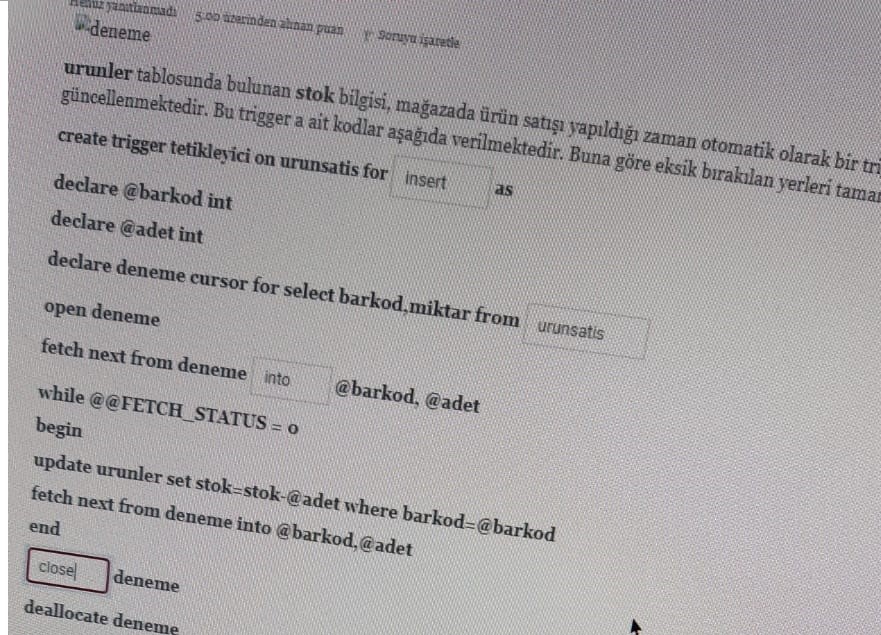 Henüz yanıtlanmadı 5.00 üzerinden alınan puan Soruyu işaretle
deneme
urunler tablosunda bulunan stok bilgisi, mağazada ürün satışı yapıldığı zaman otomatik olarak bir tri
güncellenmektedir. Bu trigger a ait kodlar aşağıda verilmektedir. Buna göre eksik bırakılan yerleri tamam
create trigger tetikleyici on urunsatis for insert as
declare @barkod int
declare @adet int
declare deneme cursor for select barkod,miktar from urunsatis
open deneme
fetch next from deneme into @barkod, @adet
while @@FETCH_STATUS = 0
begin
update urunler set stok=stok-@adet where barkod=@barkod
fetch next from deneme into @barkod,@adet
end
close deneme
deallocate deneme